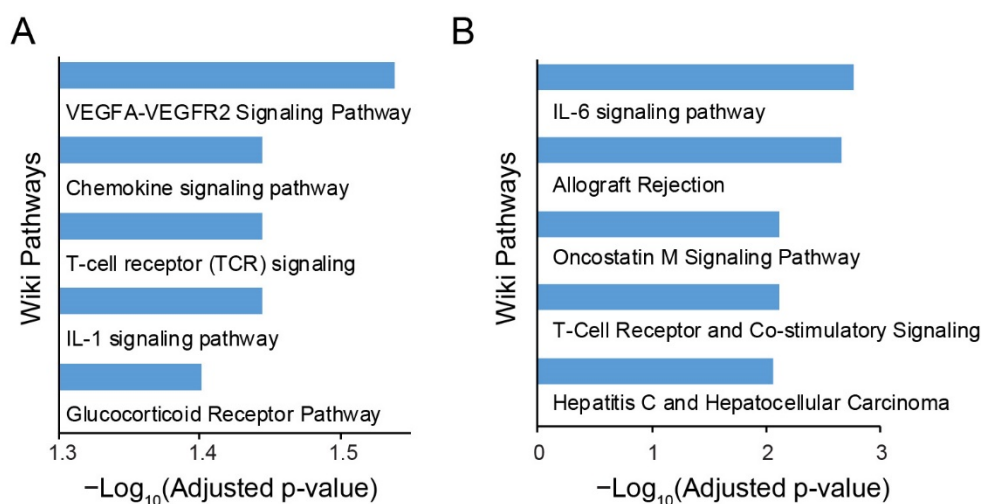 A
Wiki Pathways
VEGFA-VEGFR2 Signaling Pathway
Chemokine signaling pathway
T-cell receptor (TCR) signaling
IL-1 signaling pathway
Glucocorticoid Receptor Pathway
1.3 1.4 1.5
−Log10(Adjusted p-value)
B
Wiki Pathways
IL-6 signaling pathway
Allograft Rejection
Oncostatin M Signaling Pathway
T-Cell Receptor and Co-stimulatory Signaling
Hepatitis C and Hepatocellular Carcinoma
0 1 2 3
−Log10(Adjusted p-value)